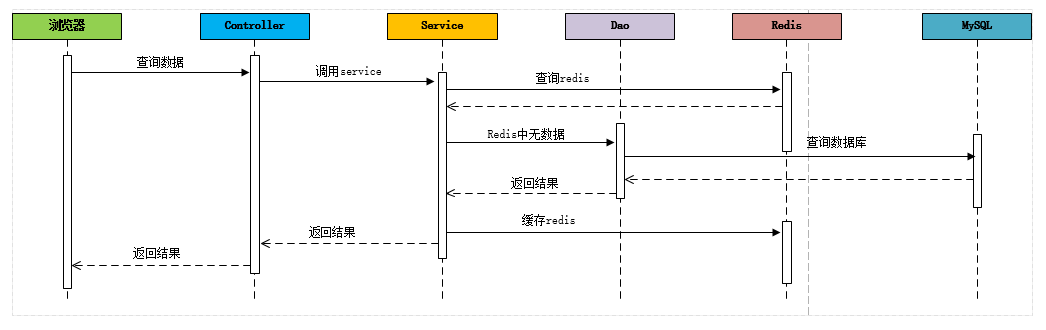 浏览器
Controller
Service
Dao
Redis
MySQL
查询数据
调用service
查询redis
Redis中无数据
查询数据库
返回结果
缓存redis
返回结果
返回结果